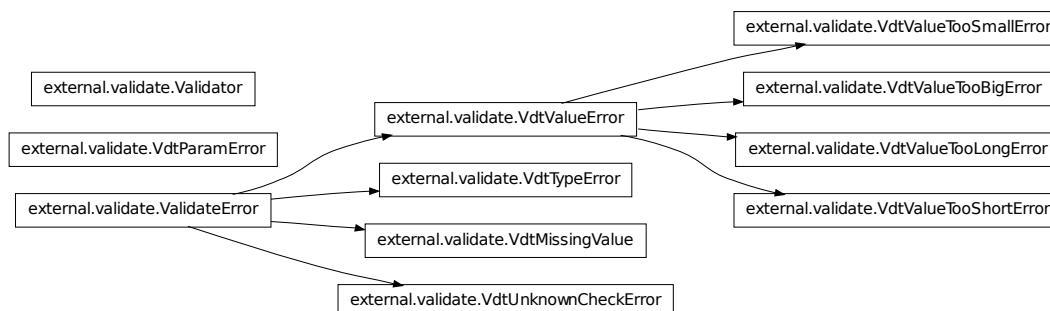 external.validate.VdtValueTooSmallError
external.validate.Validator
external.validate.VdtValueTooBigError
external.validate.VdtValueError
external.validate.VdtParamError
external.validate.VdtValueTooLongError
external.validate.VdtTypeError
external.validate.ValidateError
external.validate.VdtValueTooShortError
external.validate.VdtMissingValue
external.validate.VdtUnknownCheckError